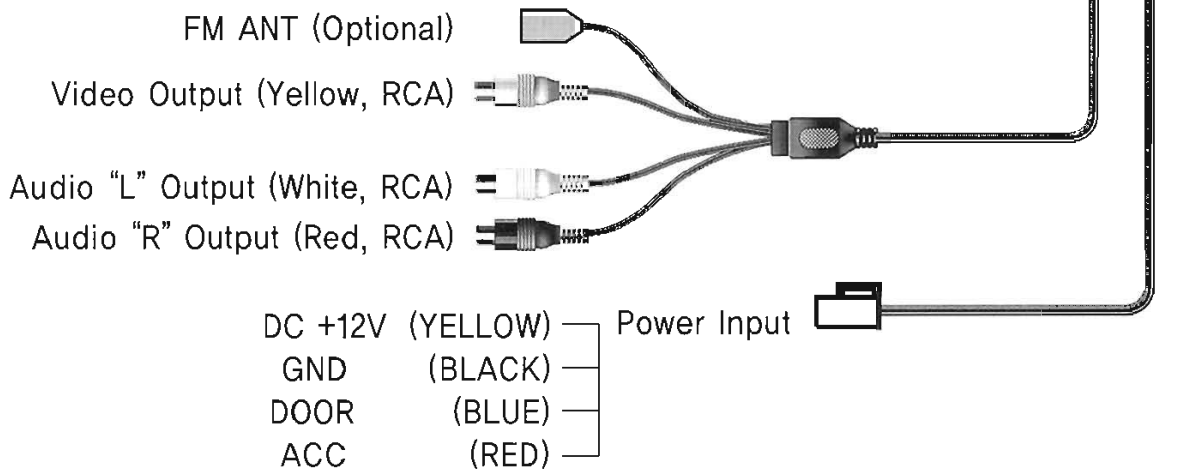 FM ANT (Optional)
Video Output (Yellow, RCA)
Audio “L” Output (White, RCA)
Audio “R” Output (Red, RCA)
Power Input
DC +12V (YELLOW)
GND (BLACK)
DOOR (BLUE)
ACC (RED)